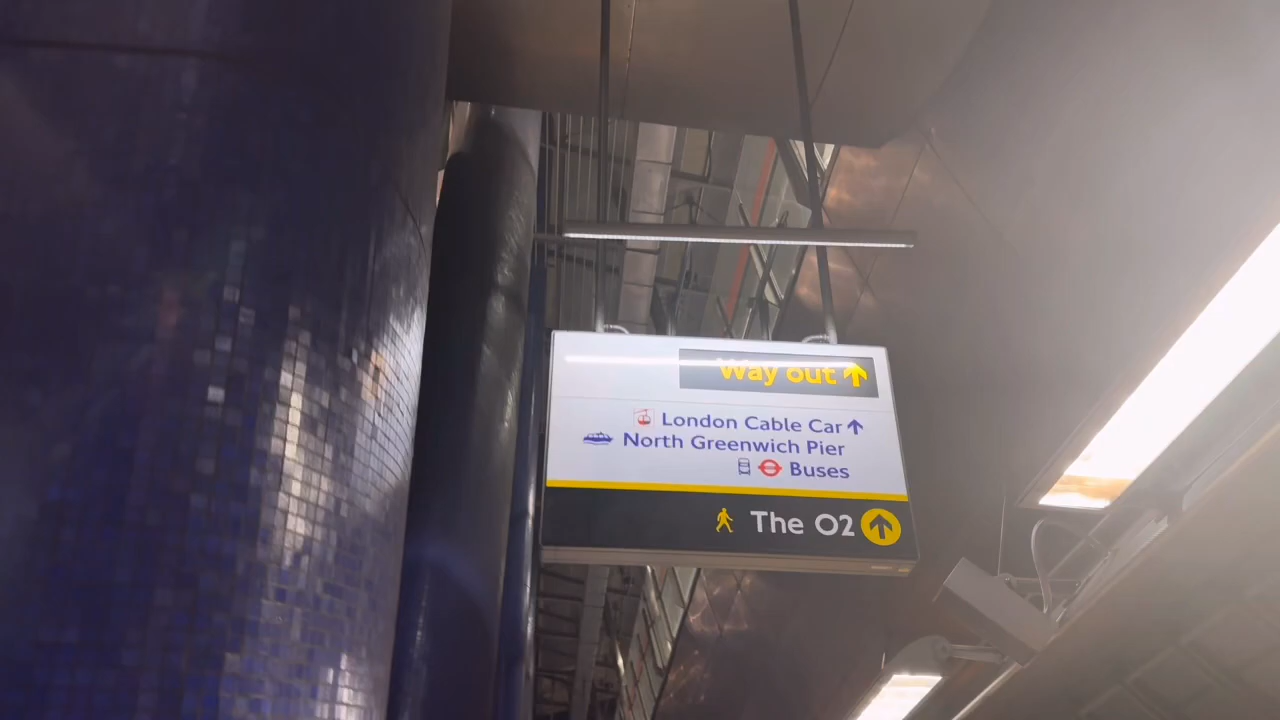 Way out
London Cable Car
North Greenwich Pier
Buses
The O2